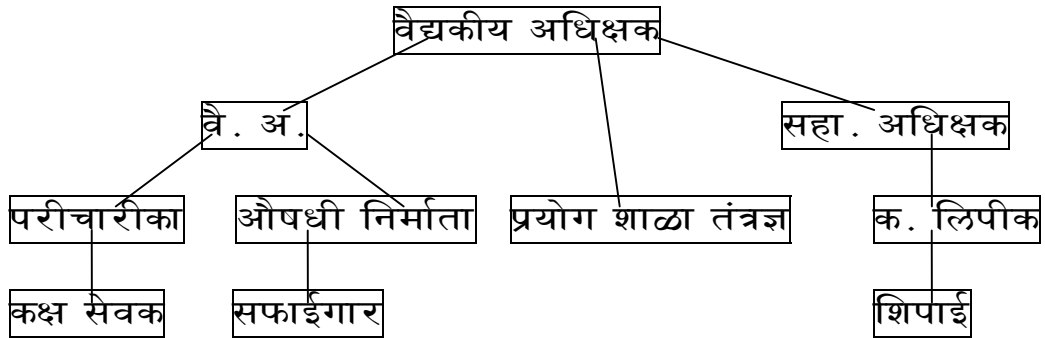 वैद्यकीय अधिक्षक
वै. अ.
सहा. अधिक्षक
परीचारीका
औषधी निर्माता
प्रयोग शाळा तंत्रज्ञ
क. लिपीक
कक्ष सेवक
सफाईगार
शिपाई